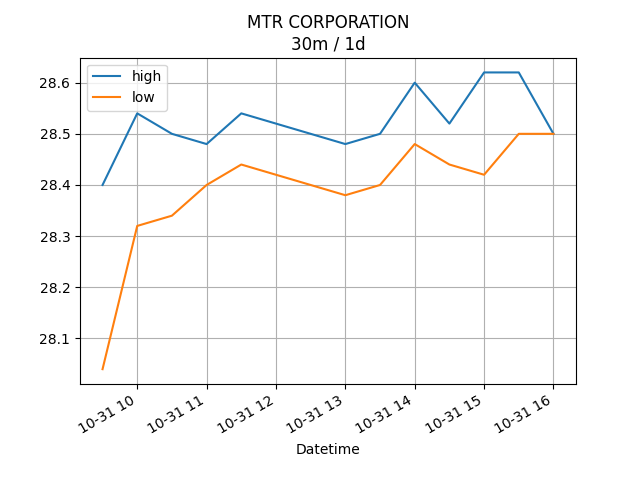 MTR CORPORATION
30m / 1d
high
low
28.6
28.5
28.4
28.3
28.2
28.1
10-31 10
10-31 11
10-31 12
10-31 13
10-31 14
10-31 15
10-31 16
Datetime